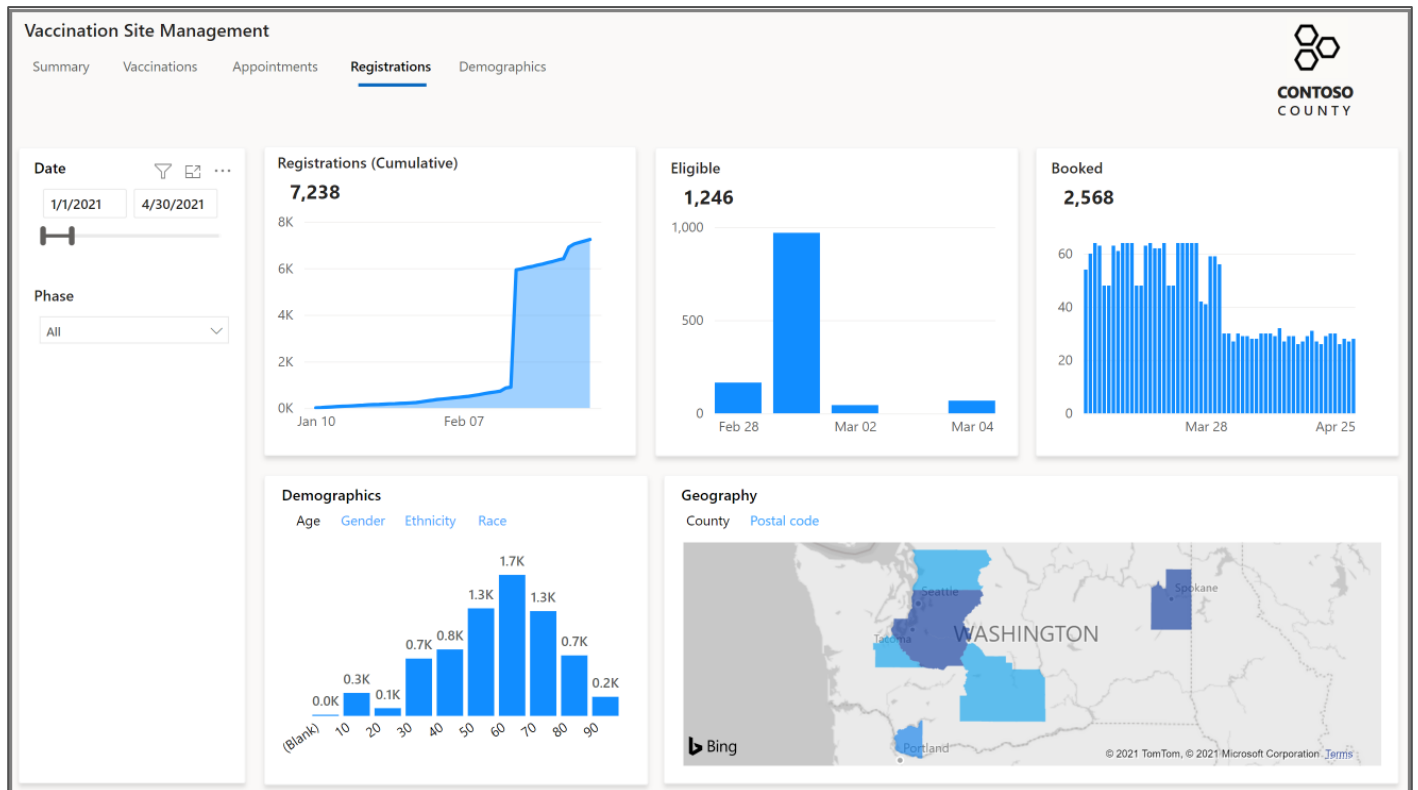 Vaccination Site Management
Summary Vaccinations Appointments Registrations Demographics
CONTOSO
COUNTY
Date
1/1/2021 4/30/2021
Phase
All
Registrations (Cumulative)
7,238
8K
6K
4K
2K
0K
Jan 10 Feb 07
Eligible
1,246
1,000
500
0
Feb 28 Mar 02 Mar 04
Booked
2,568
60
40
20
0
Mar 28 Apr 25
Demographics
Age Gender Ethnicity Race
0.0K 0.3K 0.1K 0.7K 0.8K 1.3K 1.7K 1.3K 0.7K 0.2K
(Blank) 10 20 30 40 50 60 70 80 90
Geography
County Postal code
Seattle
Spokane
Tacoma
WASHINGTON
Portland
Bing
© 2021 TomTom, © 2021 Microsoft Corporation Terms